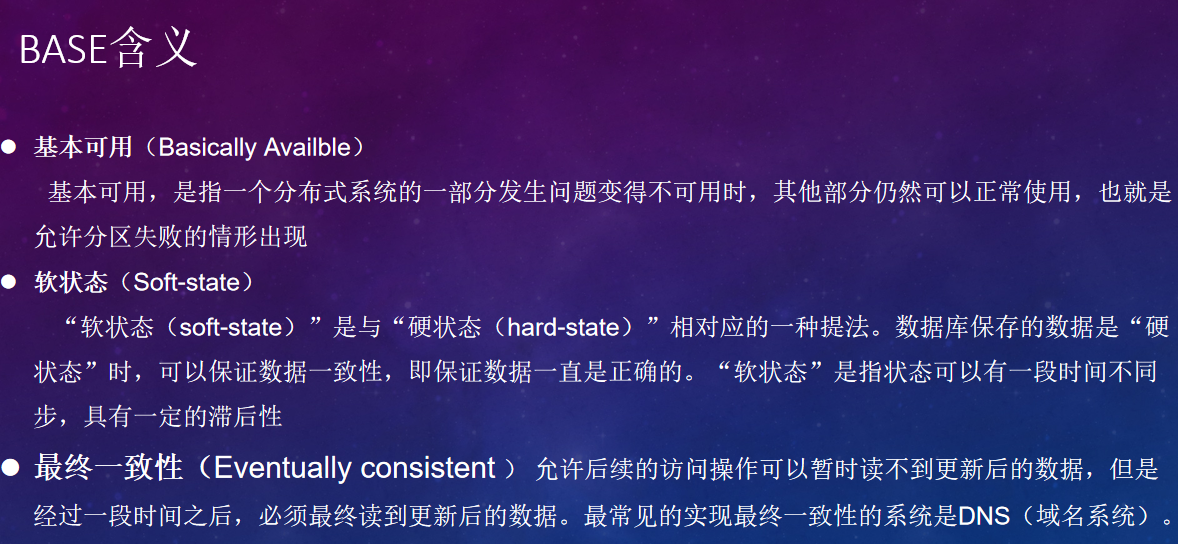 BASE含义
● 基本可用（Basically Availble）
基本可用，是指一个分布式系统的一部分发生问题变得不可用时，其他部分仍然可以正常使用，也就是
允许分区失败的情形出现
● 软状态（Soft-state）
“软状态（soft-state）”是与“硬状态（hard-state）”相对应的一种提法。数据库保存的数据是“硬
状态”时，可以保证数据一致性，即保证数据一直是正确的。“软状态”是指状态可以有一段时间不同
步，具有一定的滞后性
● 最终一致性（Eventually consistent ） 允许后续的访问操作可以暂时读不到更新后的数据，但是
经过一段时间之后，必须最终读到更新后的数据。最常见的实现最终一致性的系统是DNS（域名系统）。